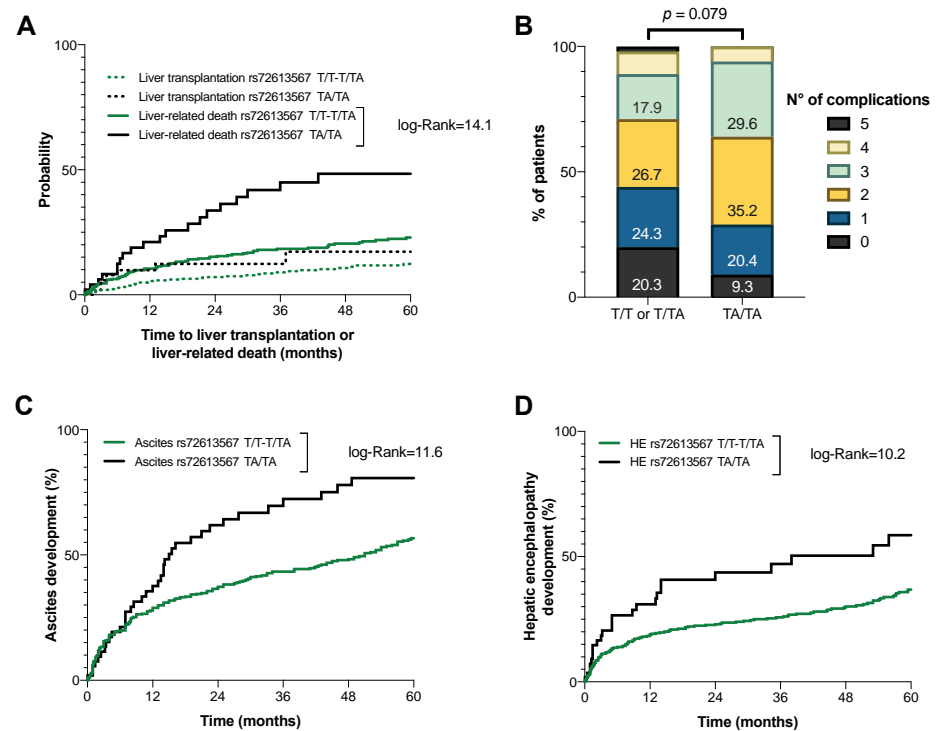 A
100
50
0
Probability
Liver transplantation rs72613567 T/T-T/TA
Liver transplantation rs72613567 TA/TA
Liver-related death rs72613567 T/T-T/TA
Liver-related death rs72613567 TA/TA
log-Rank=14.1
0 12 24 36 48 60
Time to liver transplantation or
liver-related death (months)
B
p = 0.079
100
50
0
% of patients
17.9
26.7
24.3
20.3
29.6
35.2
20.4
9.3
T/T or T/TA TA/TA
N° of complications
5
4
3
2
1
0
C
100
50
0
Ascites development (%)
Ascites rs72613567 T/T-T/TA
Ascites rs72613567 TA/TA
log-Rank=11.6
0 12 24 36 48 60
Time (months)
D
100
50
0
Hepatic encephalopathy
development (%)
HE rs72613567 T/T-T/TA
HE rs72613567 TA/TA
log-Rank=10.2
0 12 24 36 48 60
Time (months)